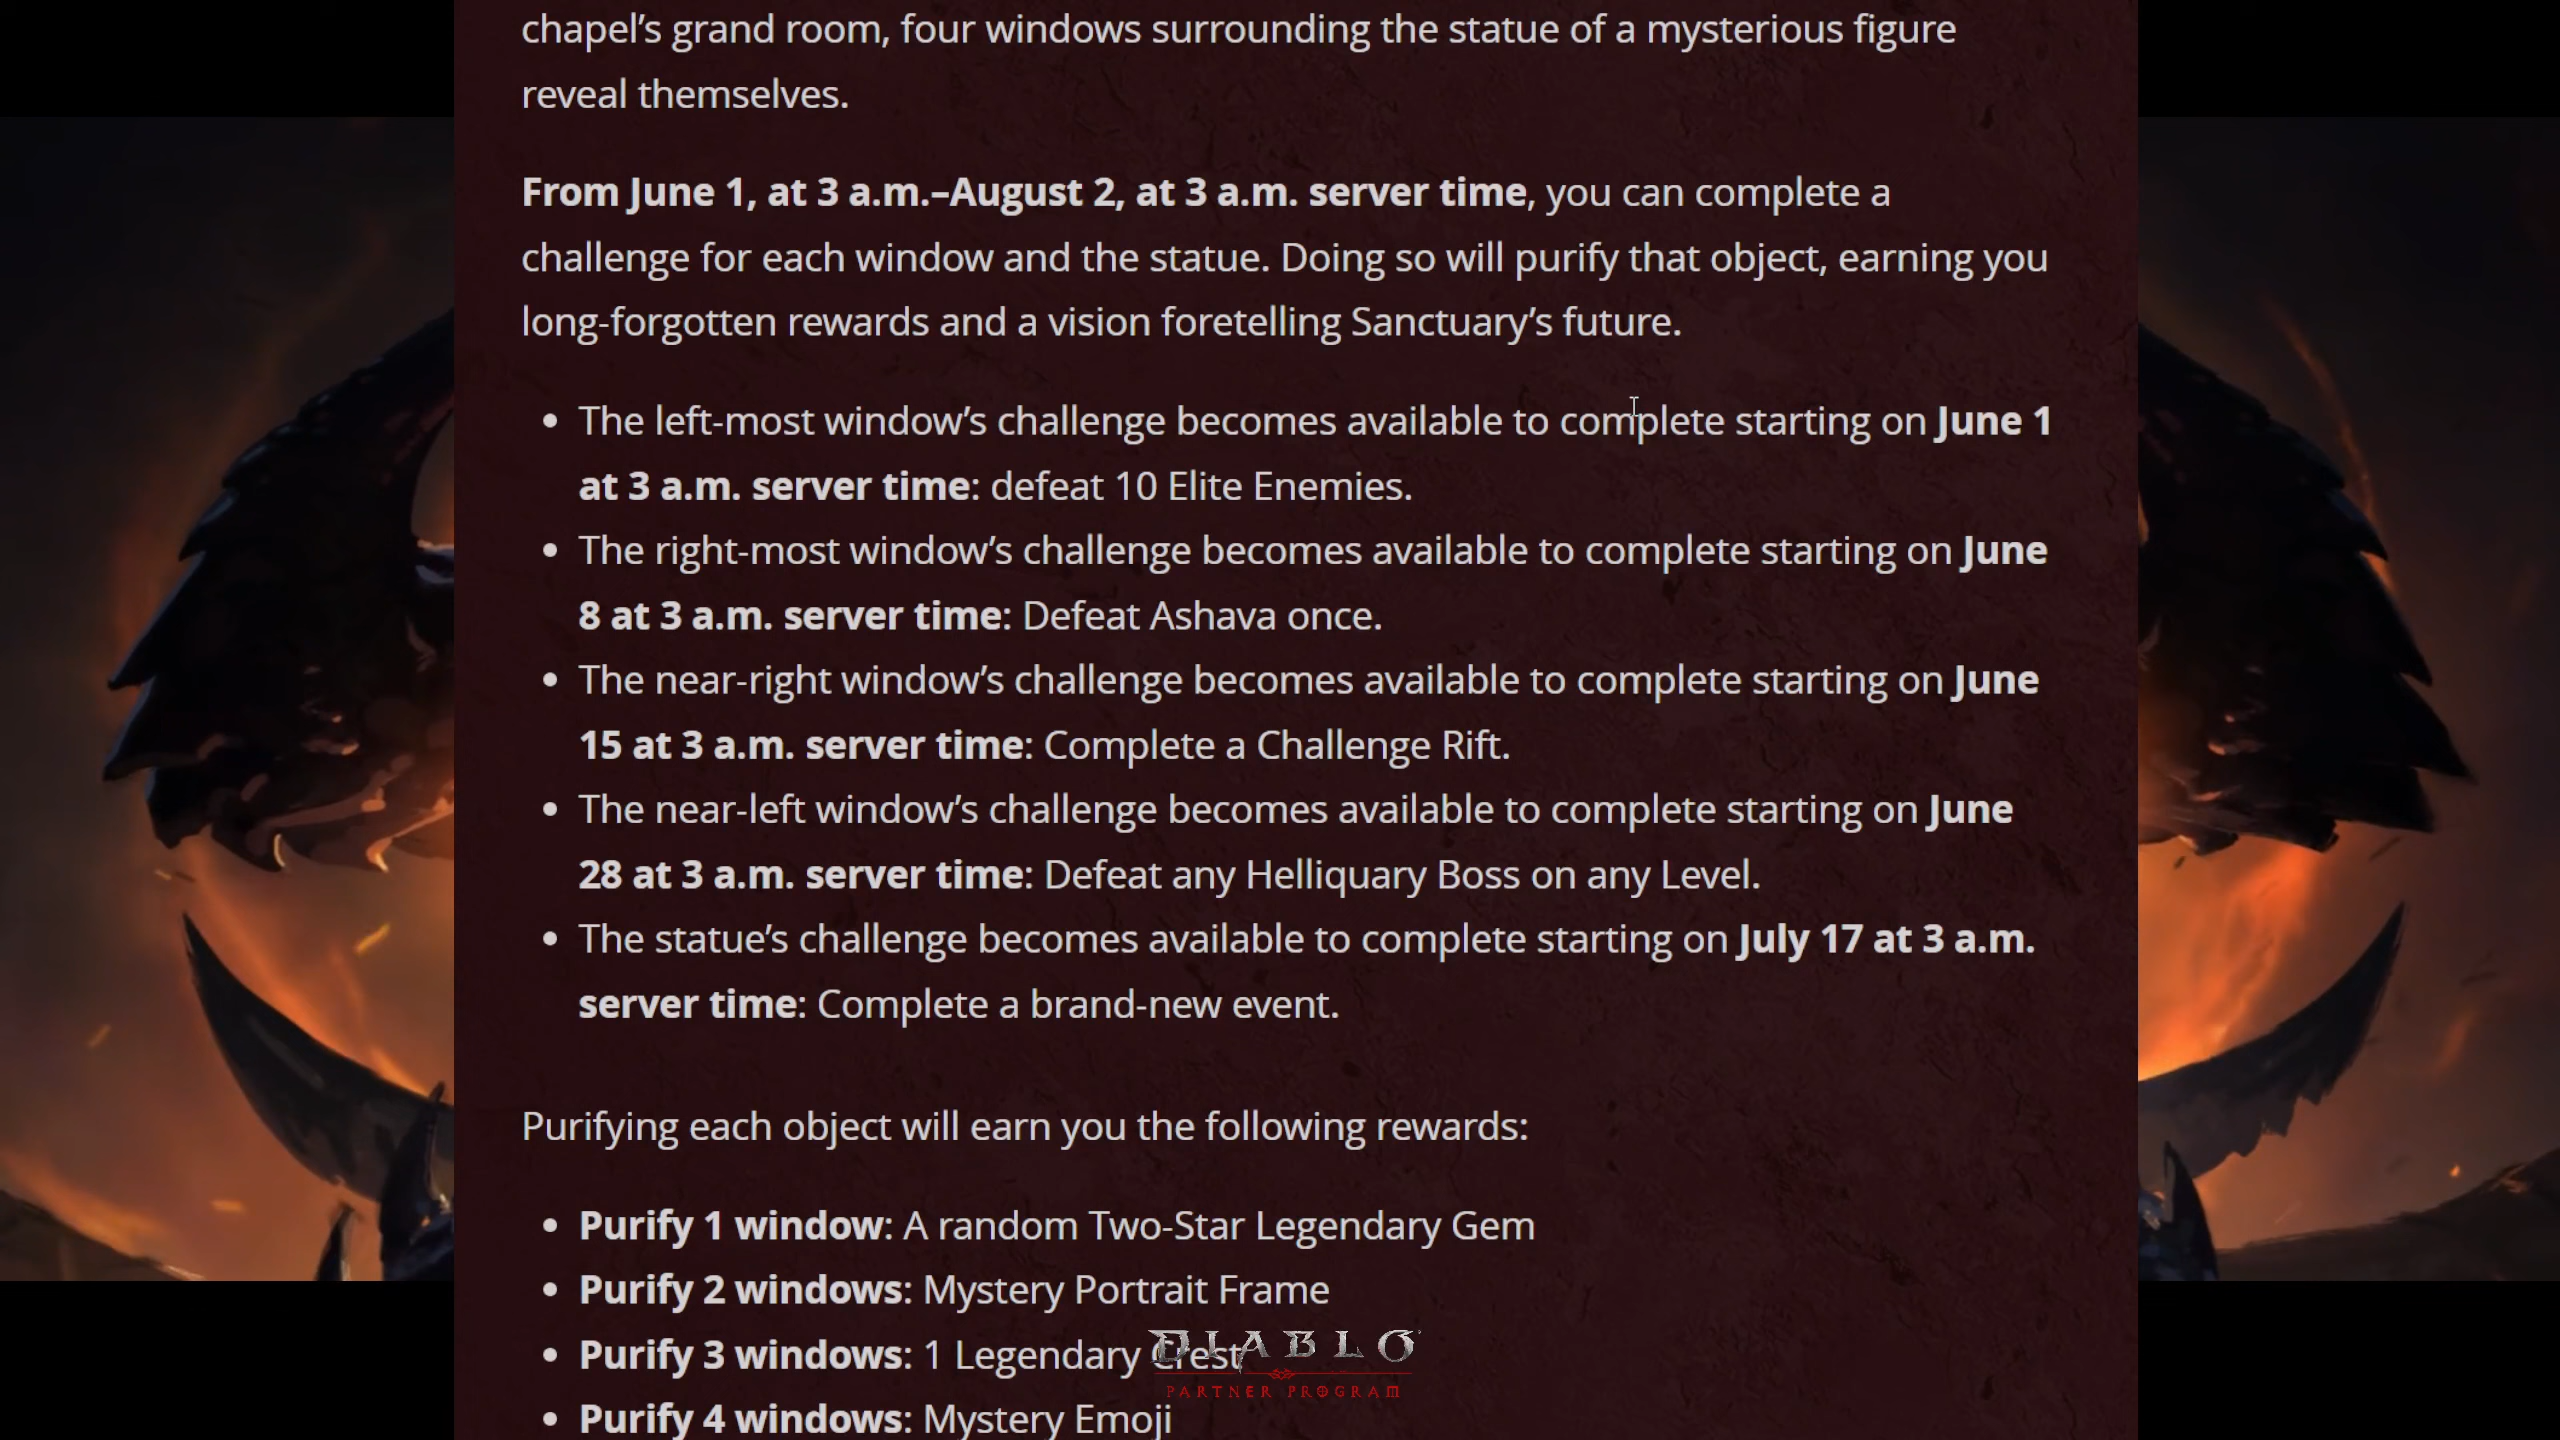 chapel’s grand room, four windows surrounding the statue of a mysterious figure
reveal themselves.
From June 1, at 3 a.m.–August 2, at 3 a.m. server time, you can complete a
challenge for each window and the statue. Doing so will purify that object, earning you
long-forgotten rewards and a vision foretelling Sanctuary’s future.
• The left-most window’s challenge becomes available to complete starting on June 1
at 3 a.m. server time: defeat 10 Elite Enemies.
• The right-most window’s challenge becomes available to complete starting on June
8 at 3 a.m. server time: Defeat Ashava once.
• The near-right window’s challenge becomes available to complete starting on June
15 at 3 a.m. server time: Complete a Challenge Rift.
• The near-left window’s challenge becomes available to complete starting on June
28 at 3 a.m. server time: Defeat any Helliquary Boss on any Level.
• The statue’s challenge becomes available to complete starting on July 17 at 3 a.m.
server time: Complete a brand-new event.
Purifying each object will earn you the following rewards:
• Purify 1 window: A random Two-Star Legendary Gem
• Purify 2 windows: Mystery Portrait Frame
• Purify 3 windows: 1 Legendary Crest
DIABLO
PARTNER PROGRAM
• Purify 4 windows: Mystery Emoji